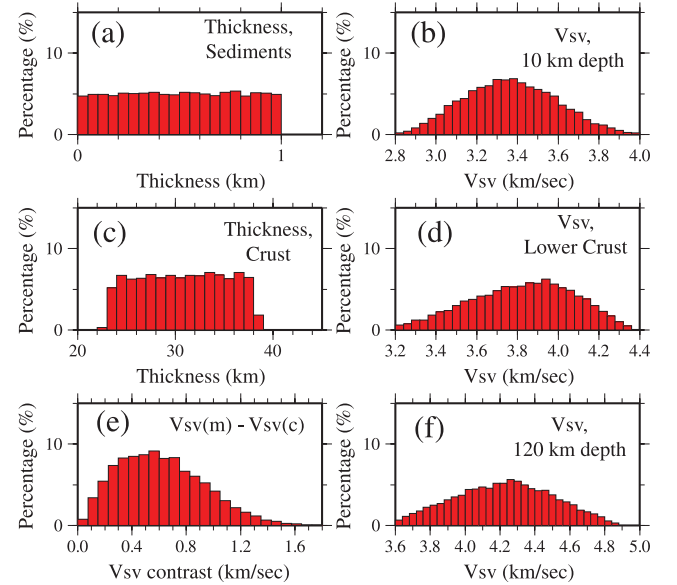 (a)
Thickness,
Sediments
Percentage (%)
15
0
0
1
Thickness (km)
(b)
Vsv,
10 km depth
Percentage (%)
10
0
2.8 3.0 3.2 3.4 3.6 3.8 4.0
Vsv (km/sec)
(c)
Thickness,
Crust
Percentage (%)
10
0
20 30 40
Thickness (km)
(d)
Vsv,
Lower Crust
Percentage (%)
10
0
3.2 3.4 3.6 3.8 4.0 4.2 4.4
Vsv (km/sec)
(e)
Vsv(m) - Vsv(c)
Percentage (%)
10
0
0.0 0.4 0.8 1.2 1.6
Vsv contrast (km/sec)
(f)
Vsv,
120 km depth
Percentage (%)
10
0
3.6 3.8 4.0 4.2 4.4 4.6 4.8 5.0
Vsv (km/sec)